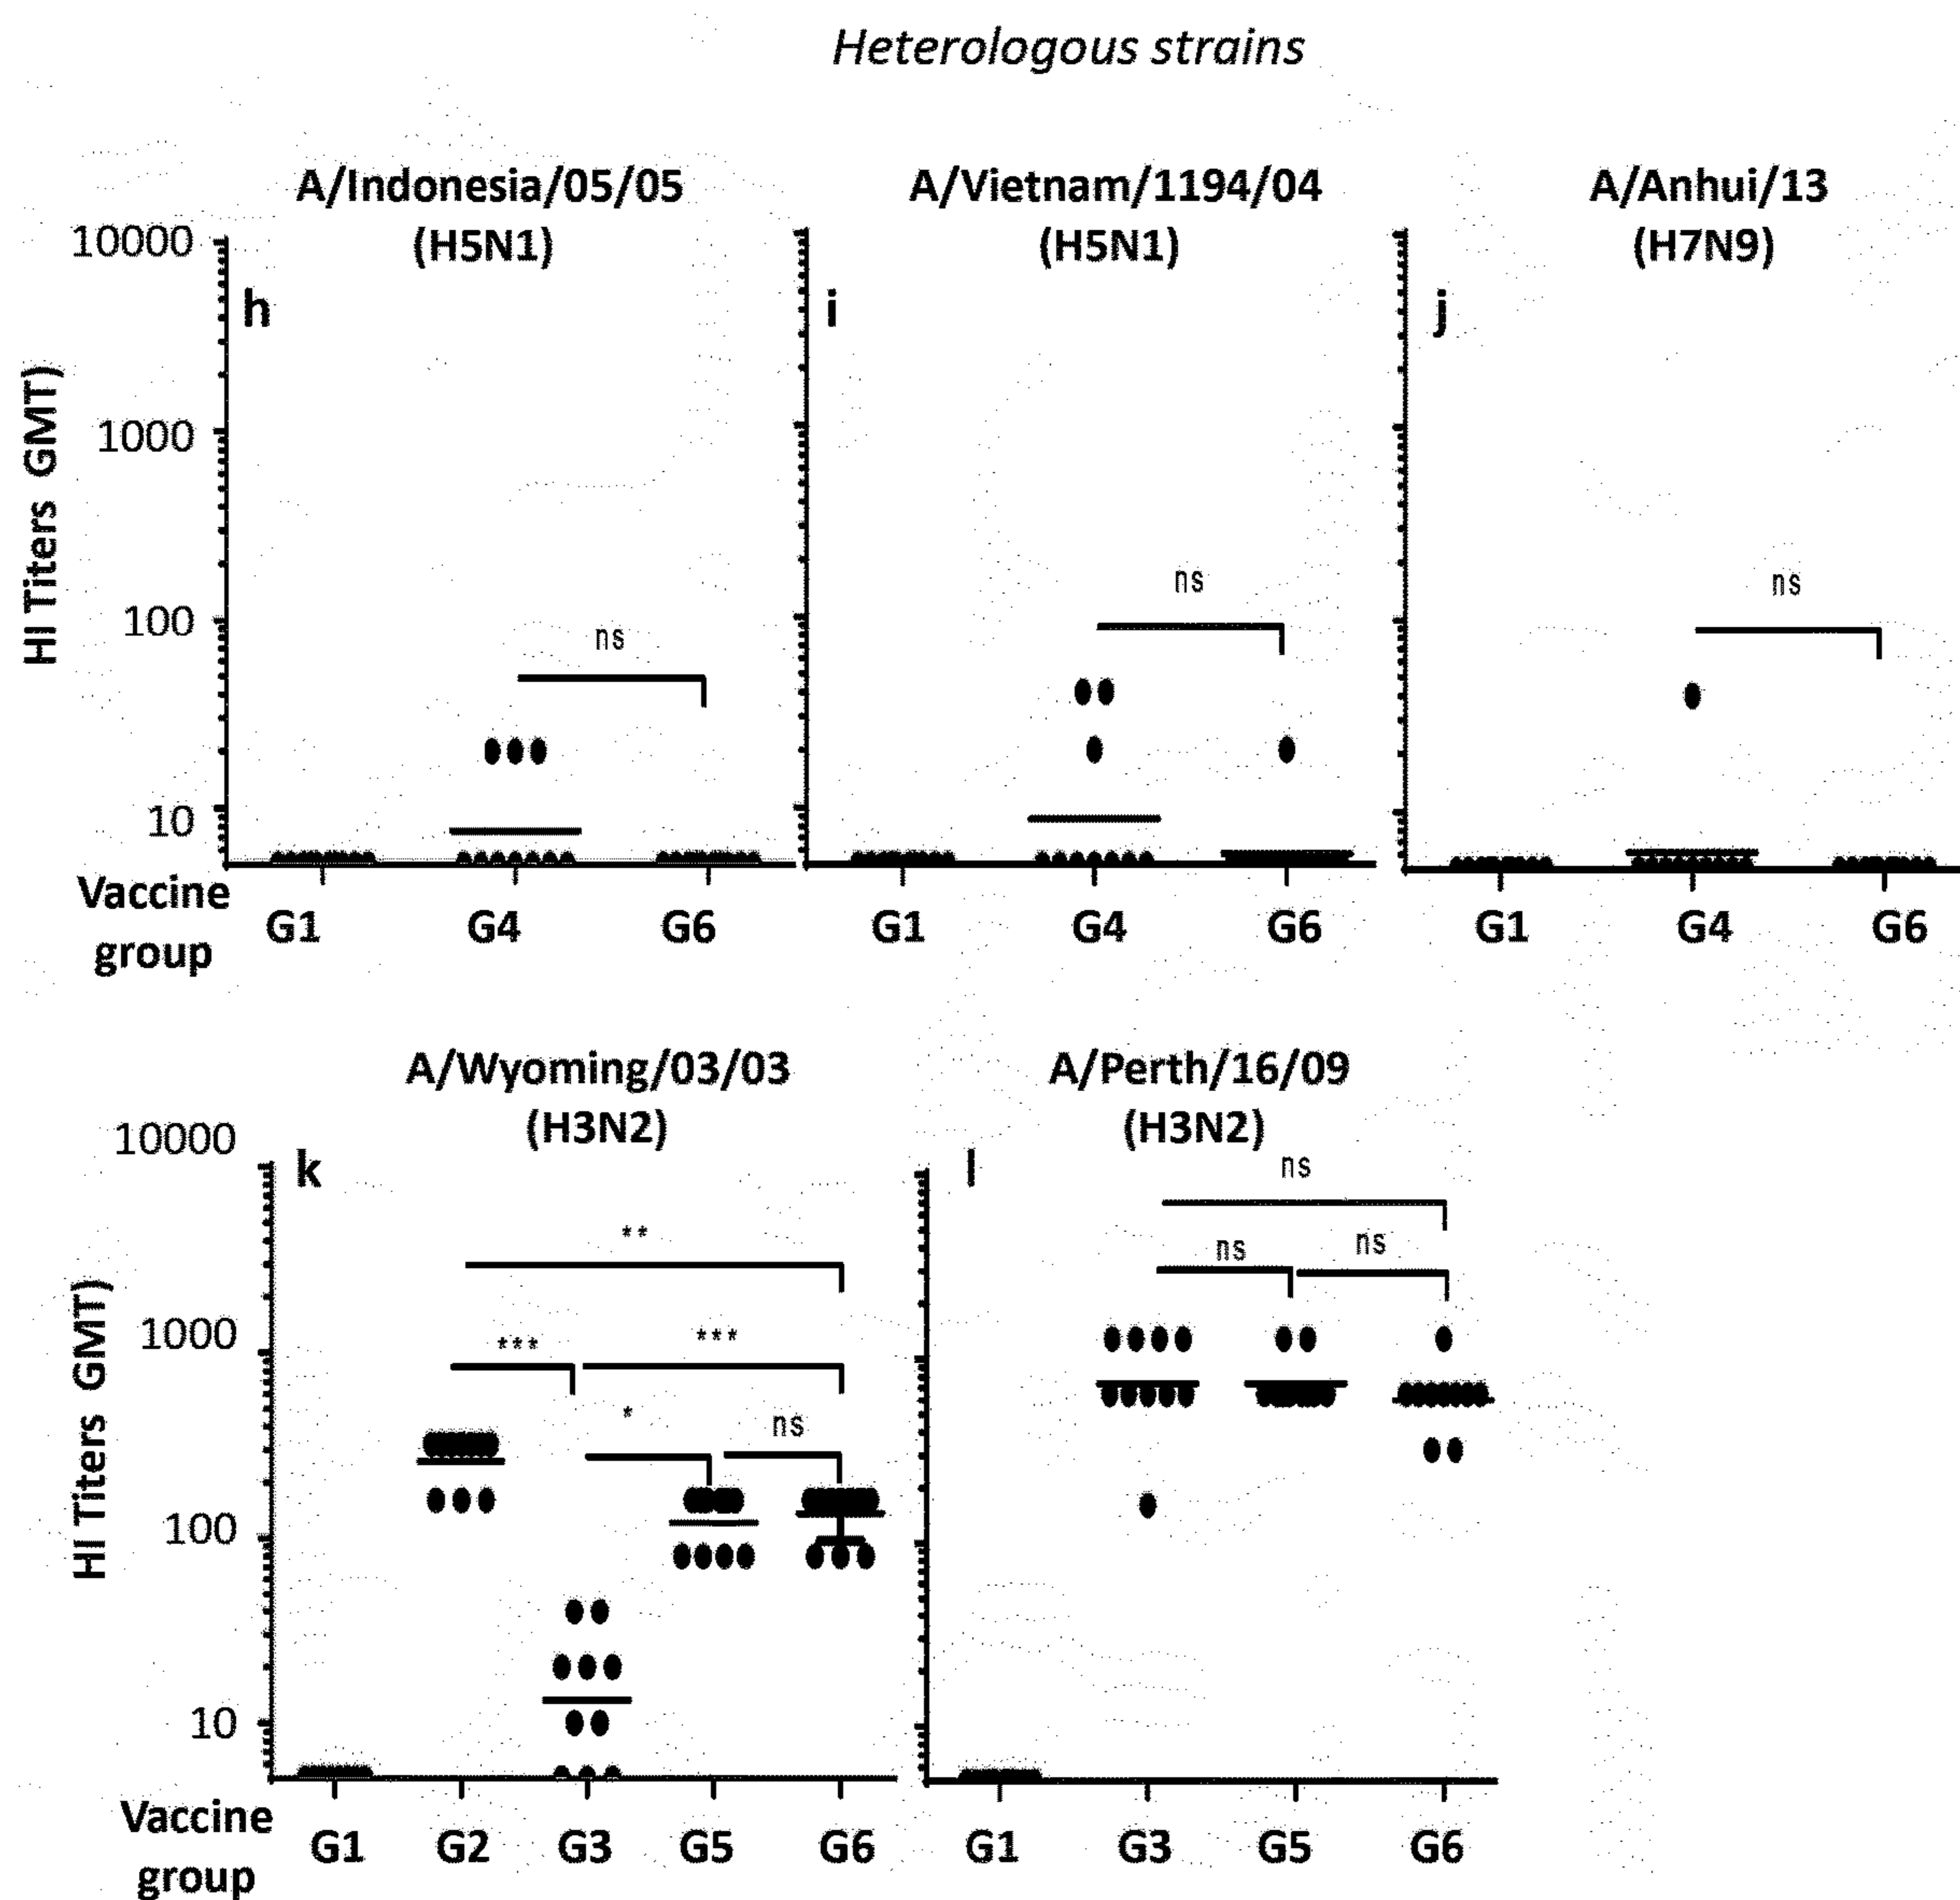 Heterologous strains
A/Indonesia/05/05
(H5N1)
A/Vietnam/1194/04
(H5N1)
A/Anhui/13
(H7N9)
h
i
j
HI Titers GMT)
10000
1000
100
10
ns
ns
ns
Vaccine
group
G1 G4 G6
G1 G4 G6
G1 G4 G6
A/Wyoming/03/03
(H3N2)
A/Perth/16/09
(H3N2)
k
l
HI Titers GMT)
10000
1000
100
10
**
***
***
*
ns
ns
ns
ns
Vaccine
group
G1 G2 G3 G5 G6
G1 G3 G5 G6